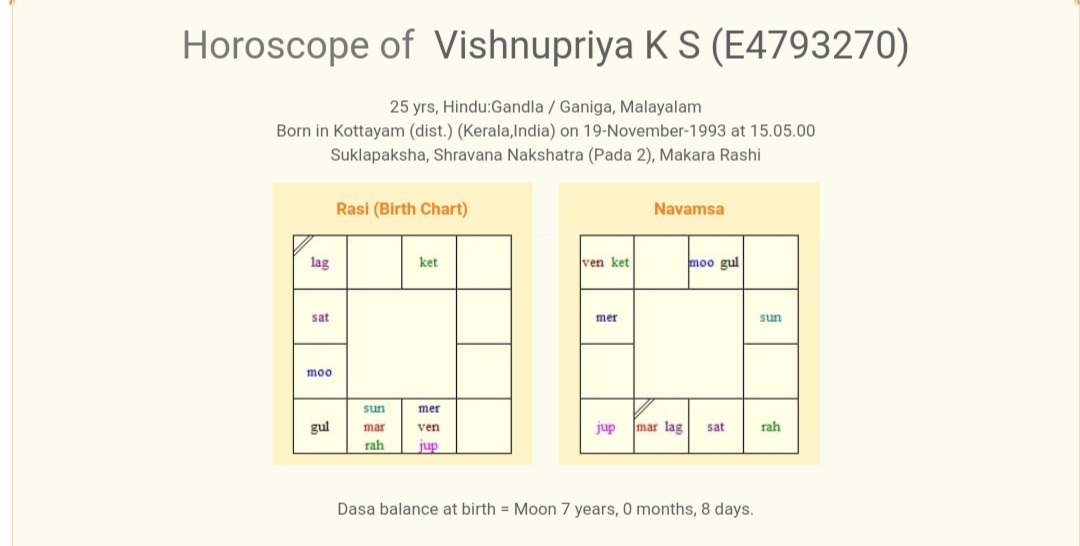 Horoscope of Vishnupriya K S (E4793270)
25 yrs, Hindu:Gandla / Ganiga, Malayalam
Born in Kottayam (dist.) (Kerala,India) on 19-November-1993 at 15.05.00
Suklapaksha, Shravana Nakshatra (Pada 2), Makara Rashi
Rasi (Birth Chart)
lag
ket
sat
moo
gul
sun
mar
rah
mer
ven
jup
Navamsa
ven ket
moo gul
mer
sun
jup
mar lag
sat
rah
Dasa balance at birth = Moon 7 years, 0 months, 8 days.